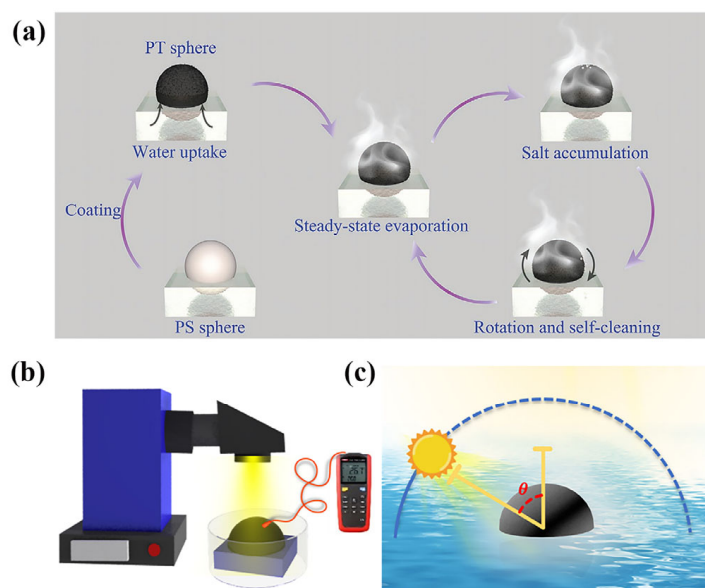 (a)
PT sphere
Water uptake
Coating
PS sphere
Steady-state evaporation
Salt accumulation
Rotation and self-cleaning
(b)
(c)
θ